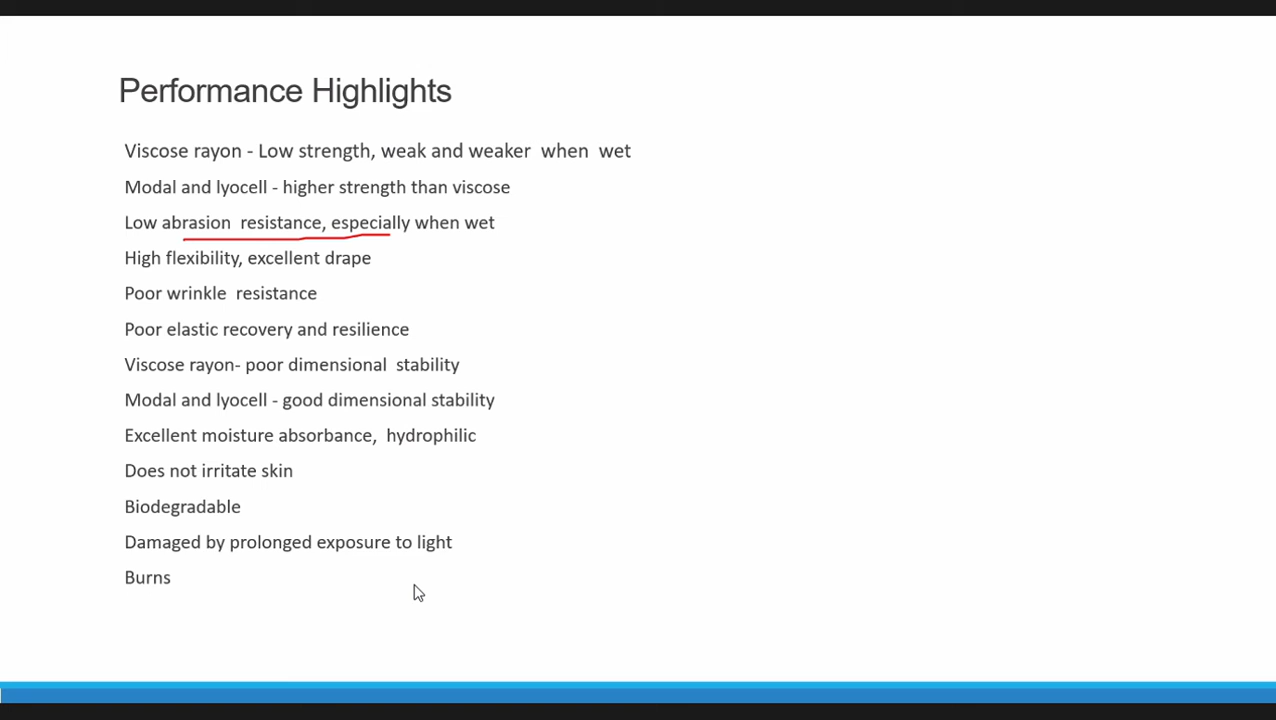 Performance Highlights
Viscose rayon - Low strength, weak and weaker when wet
Modal and lyocell - higher strength than viscose
Low abrasion resistance, especially when wet
High flexibility, excellent drape
Poor wrinkle resistance
Poor elastic recovery and resilience
Viscose rayon- poor dimensional stability
Modal and lyocell - good dimensional stability
Excellent moisture absorbance, hydrophilic
Does not irritate skin
Biodegradable
Damaged by prolonged exposure to light
Burns